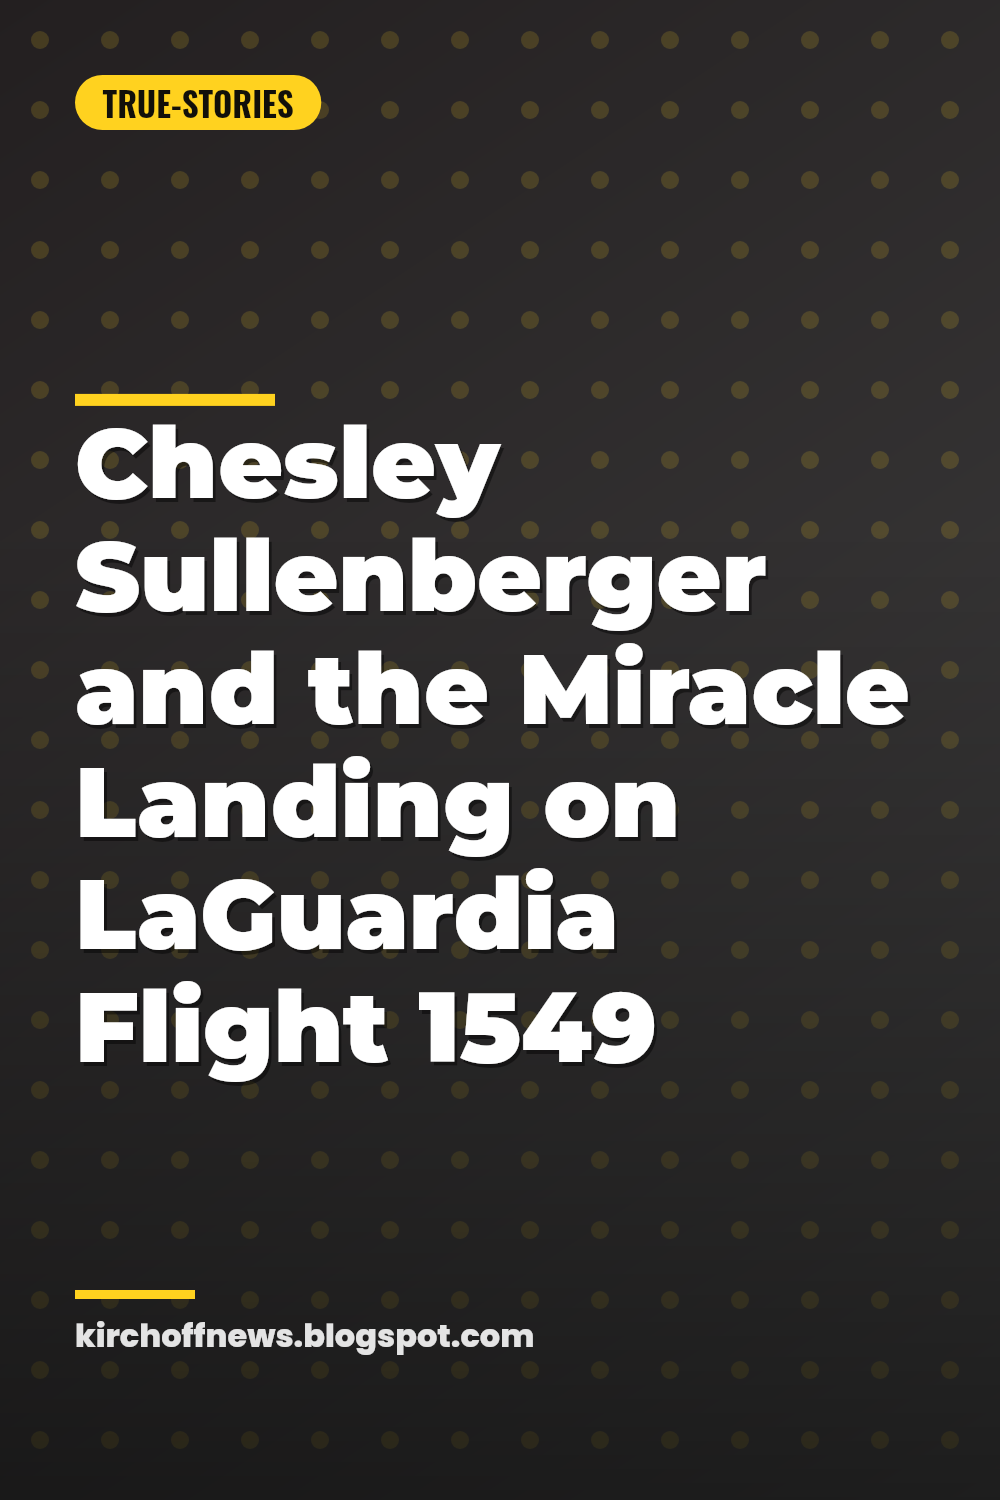 TRUE-STORIES
Chesley
Sullenberger
and the Miracle
Landing on
LaGuardia
Flight 1549
kirchoffnews.blogspot.com